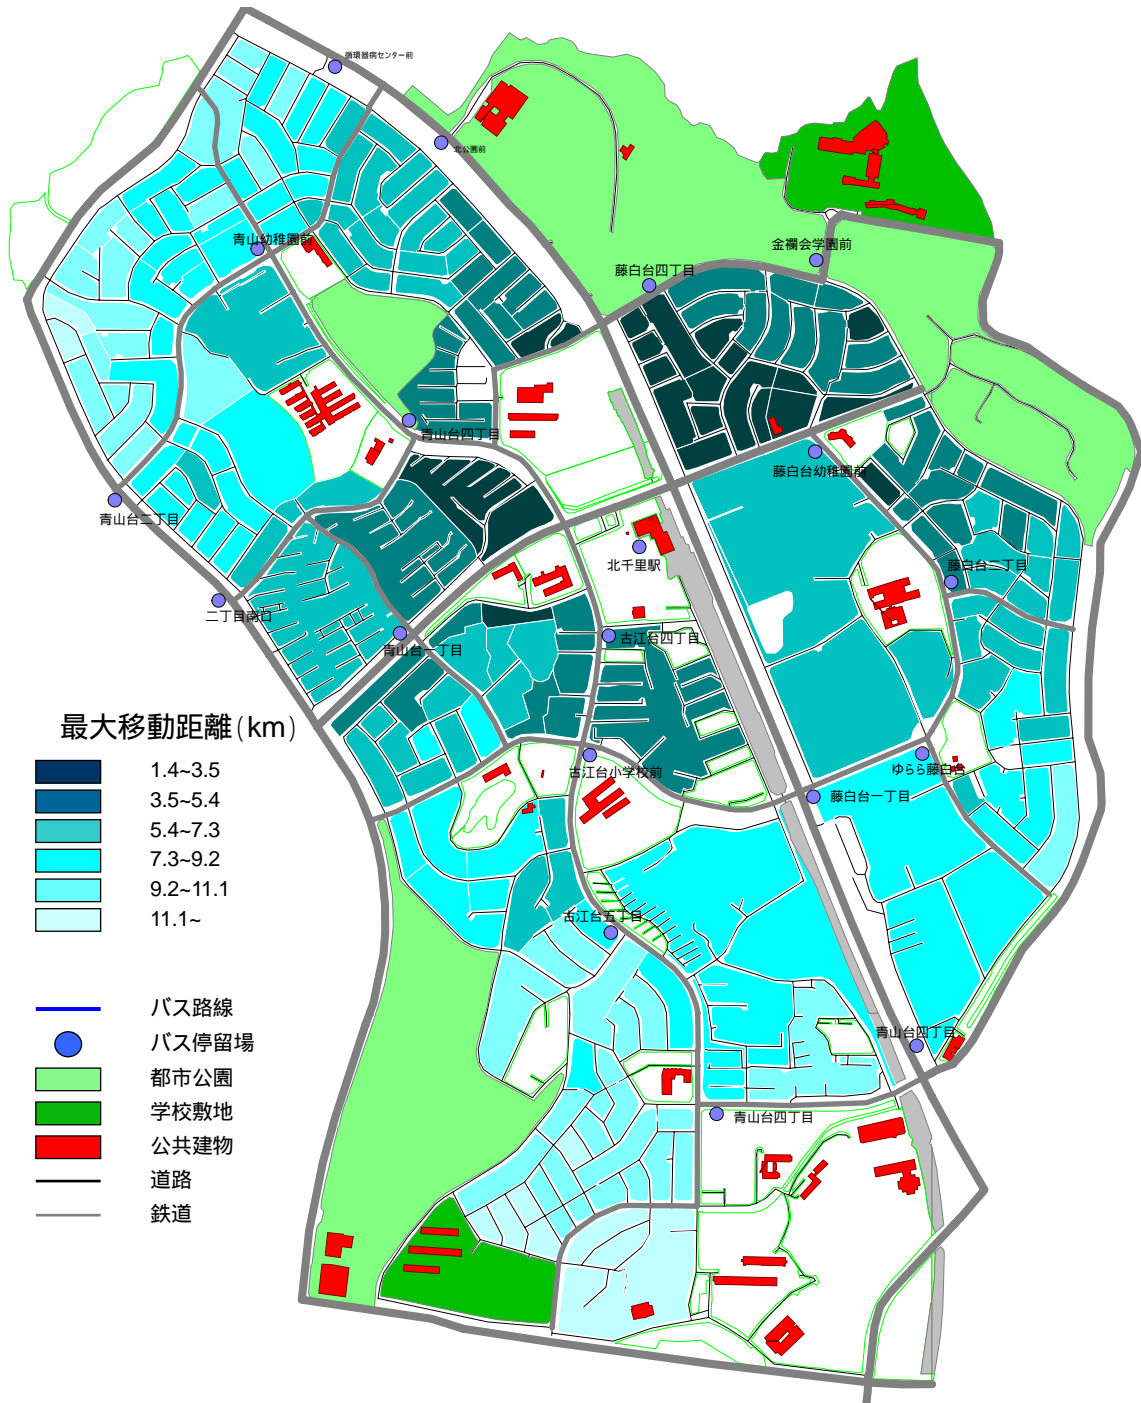 循環器病センター前
北公園前
青山幼稚園前
金襴会学園前
藤白台四丁目
青山台四丁目
藤白台幼稚園前
青山台二丁目
北千里駅
藤白台二丁目
二丁目南口
青山台一丁目
古江台四丁目
最大移動距離(km)
1.4~3.5
3.5~5.4
5.4~7.3
7.3~9.2
9.2~11.1
11.1~
古江台小学校前
ゆらら藤白台
藤白台一丁目
古江台五丁目
バス路線
バス停留場
都市公園
学校敷地
公共建物
道路
鉄道
青山台四丁目
青山台四丁目